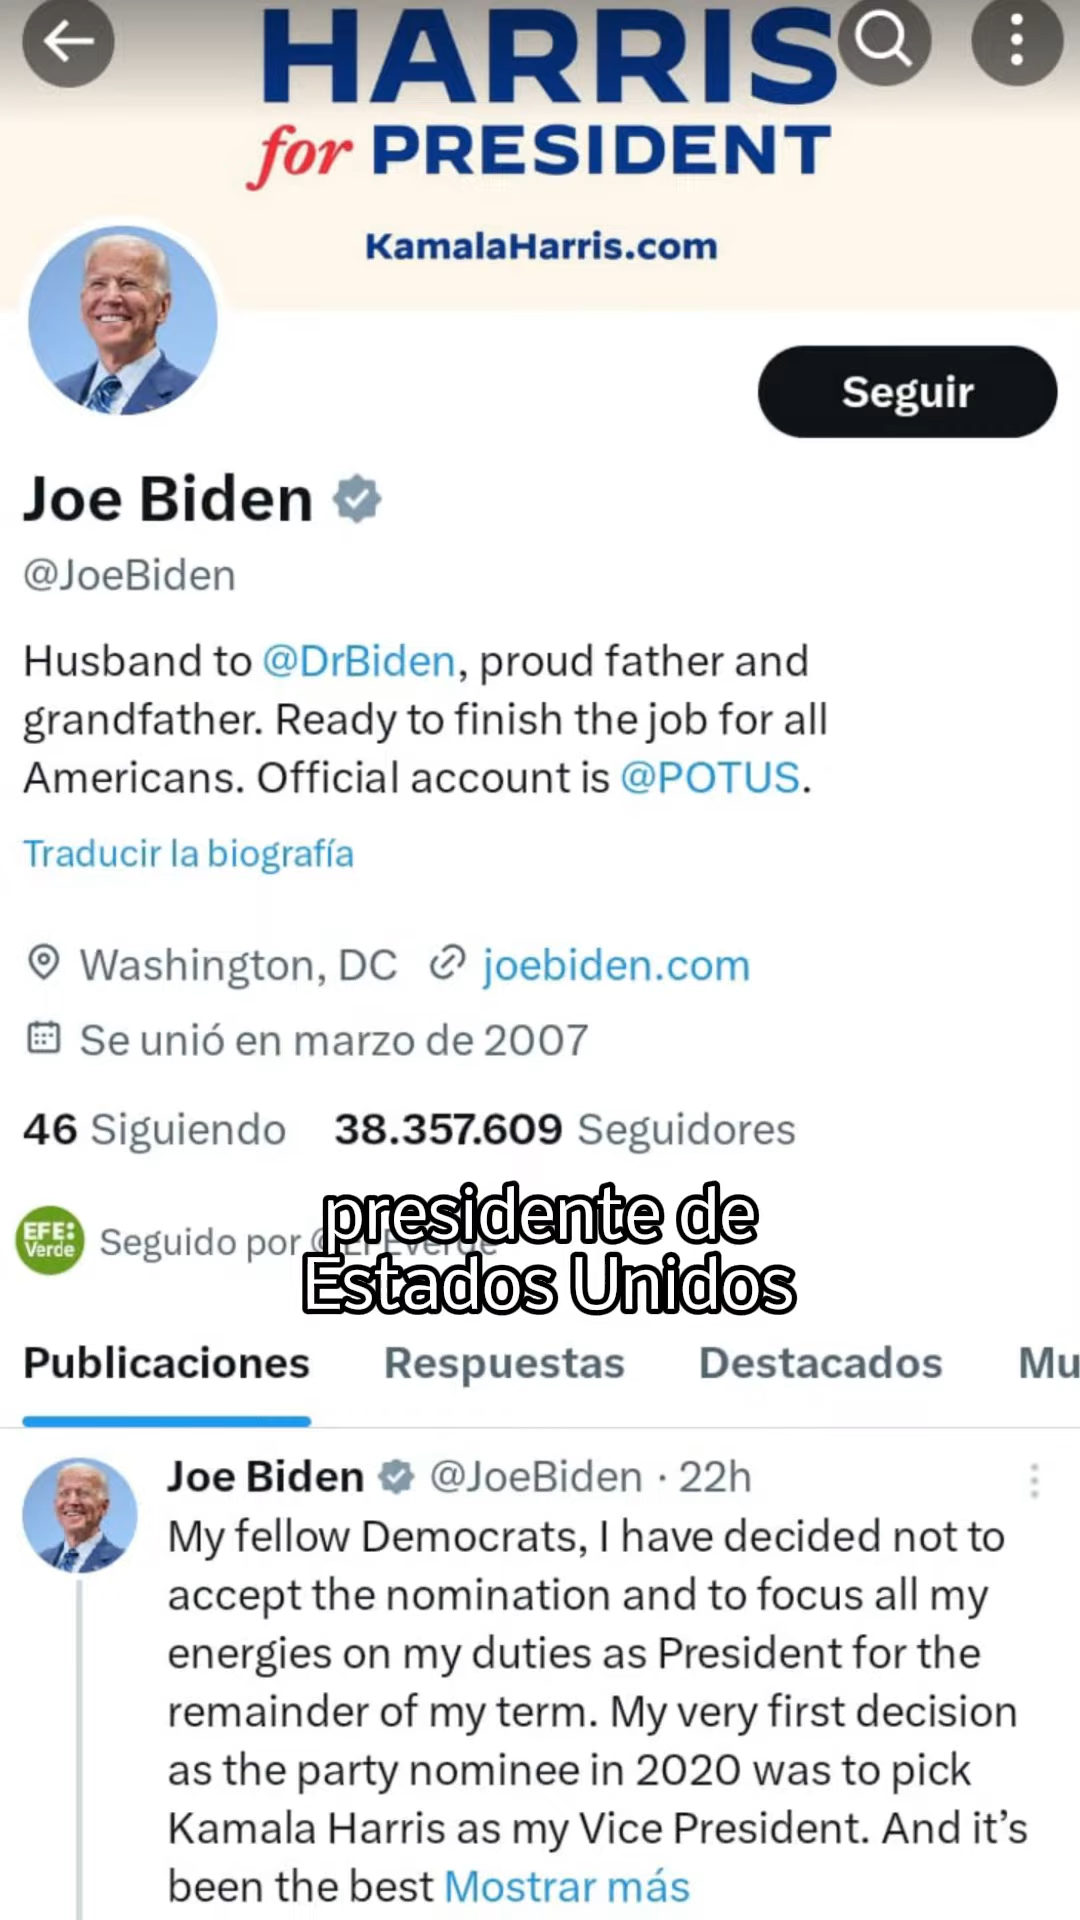 HARRIS
for PRESIDENT
KamalaHarris.com
Seguir
Joe Biden
@JoeBiden
Husband to @DrBiden, proud father and
grandfather. Ready to finish the job for all
Americans. Official account is @POTUS.
Traducir la biografía
Washington, DC joebiden.com
Se unió en marzo de 2007
46 Siguiendo 38.357.609 Seguidores
EFE:
Verde
Seguido por
presidente de
Estados Unidos
Publicaciones Respuestas Destacados Mu
Joe Biden @JoeBiden · 22h
My fellow Democrats, I have decided not to
accept the nomination and to focus all my
energies on my duties as President for the
remainder of my term. My very first decision
as the party nominee in 2020 was to pick
Kamala Harris as my Vice President. And it’s
been the best Mostrar más